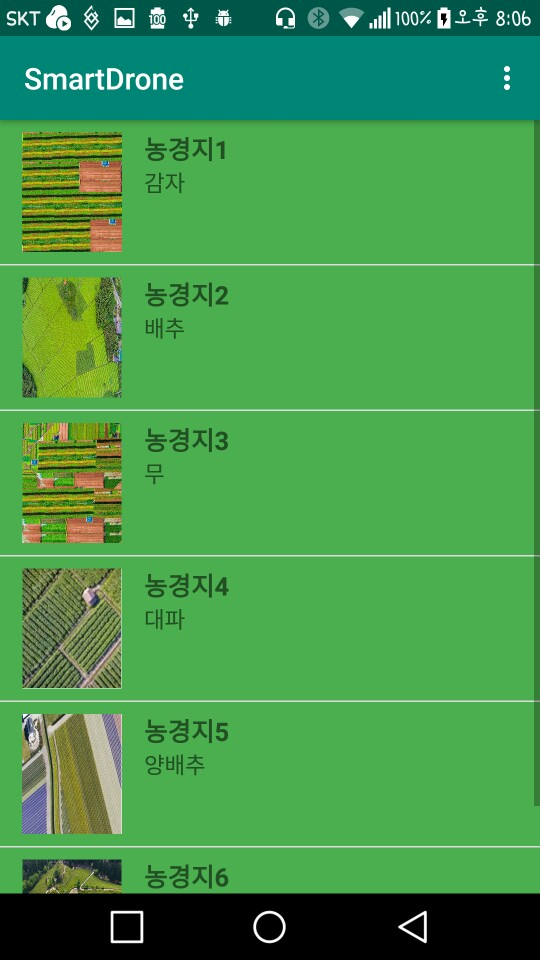 SKT 100 100% 오후 8:06
SmartDrone
농경지1
감자
농경지2
배추
농경지3
무
농경지4
대파
농경지5
양배추
농경지6